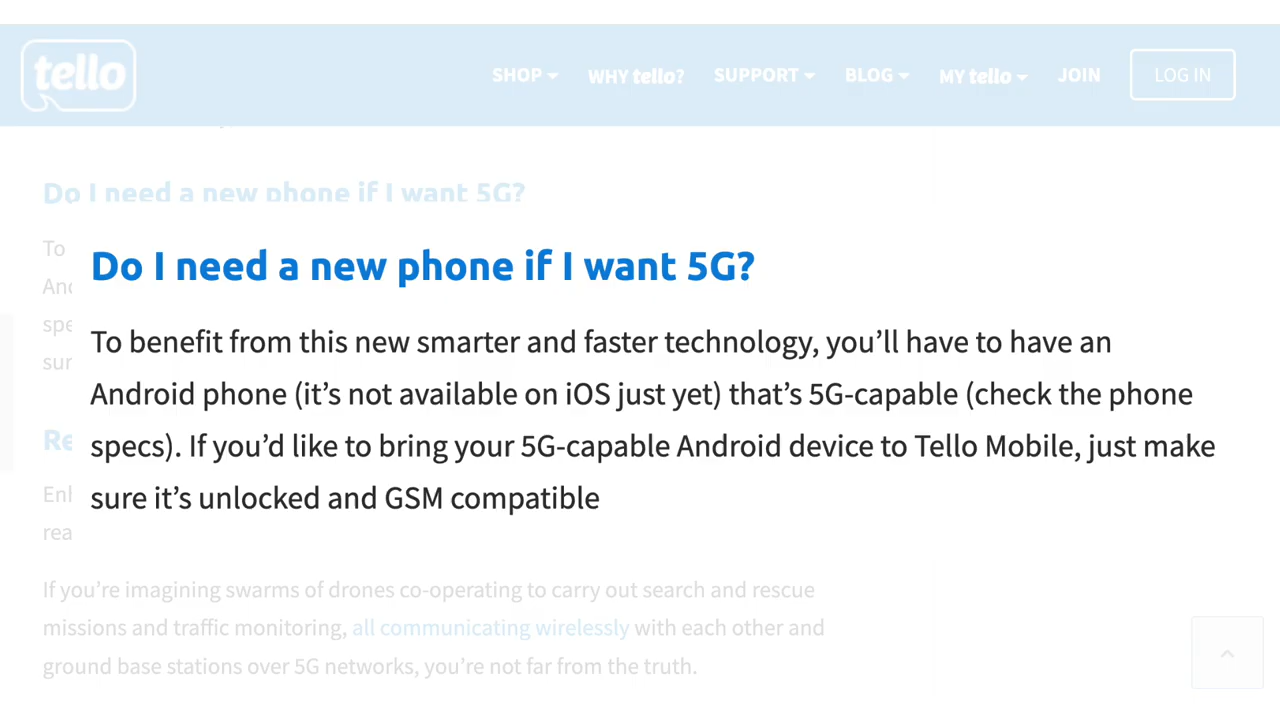 tello
SHOP WHY tello? SUPPORT BLOG MY tello JOIN LOG IN
Do I need a new phone if I want 5G?
To
Do I need a new phone if I want 5G?
To benefit from this new smarter and faster technology, you’ll have to have an
Android phone (it’s not available on iOS just yet) that’s 5G-capable (check the phone
specs). If you’d like to bring your 5G-capable Android device to Tello Mobile, just make
sure it’s unlocked and GSM compatible
If you’re imagining swarms of drones co-operating to carry out search and rescue
missions and traffic monitoring, all communicating wirelessly with each other and
ground base stations over 5G networks, you’re not far from the truth.